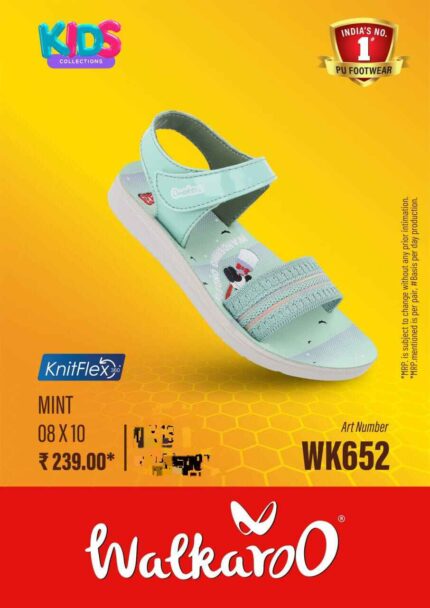 KIDS
COLLECTIONS
INDIA'S NO.
1#
PU FOOTWEAR
*MRP. is subject to change without any prior intimation.
*MRP.mentioned is per pair. #Basis per day production.
KnitFlex 360°
MINT
08 X 10
₹ 239.00*
Art Number
WK652
Walkaroo®